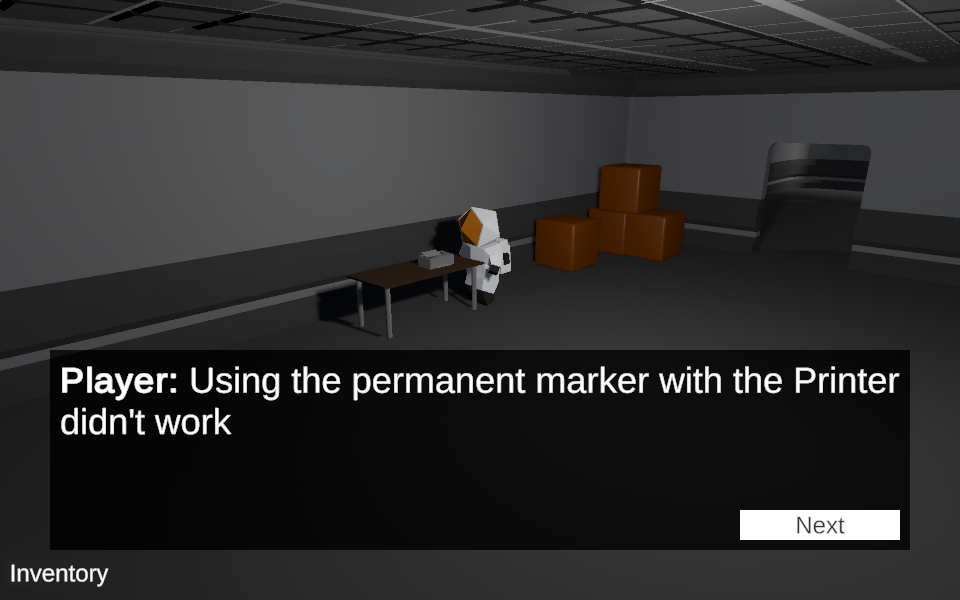 Player: Using the permanent marker with the Printer
didn't work
Next
Inventory